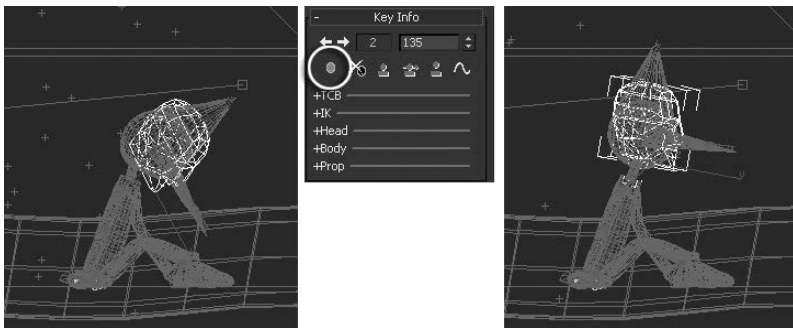 - Key Info
2 135
+TCB
+IK
+Head
+Body
+Prop
y